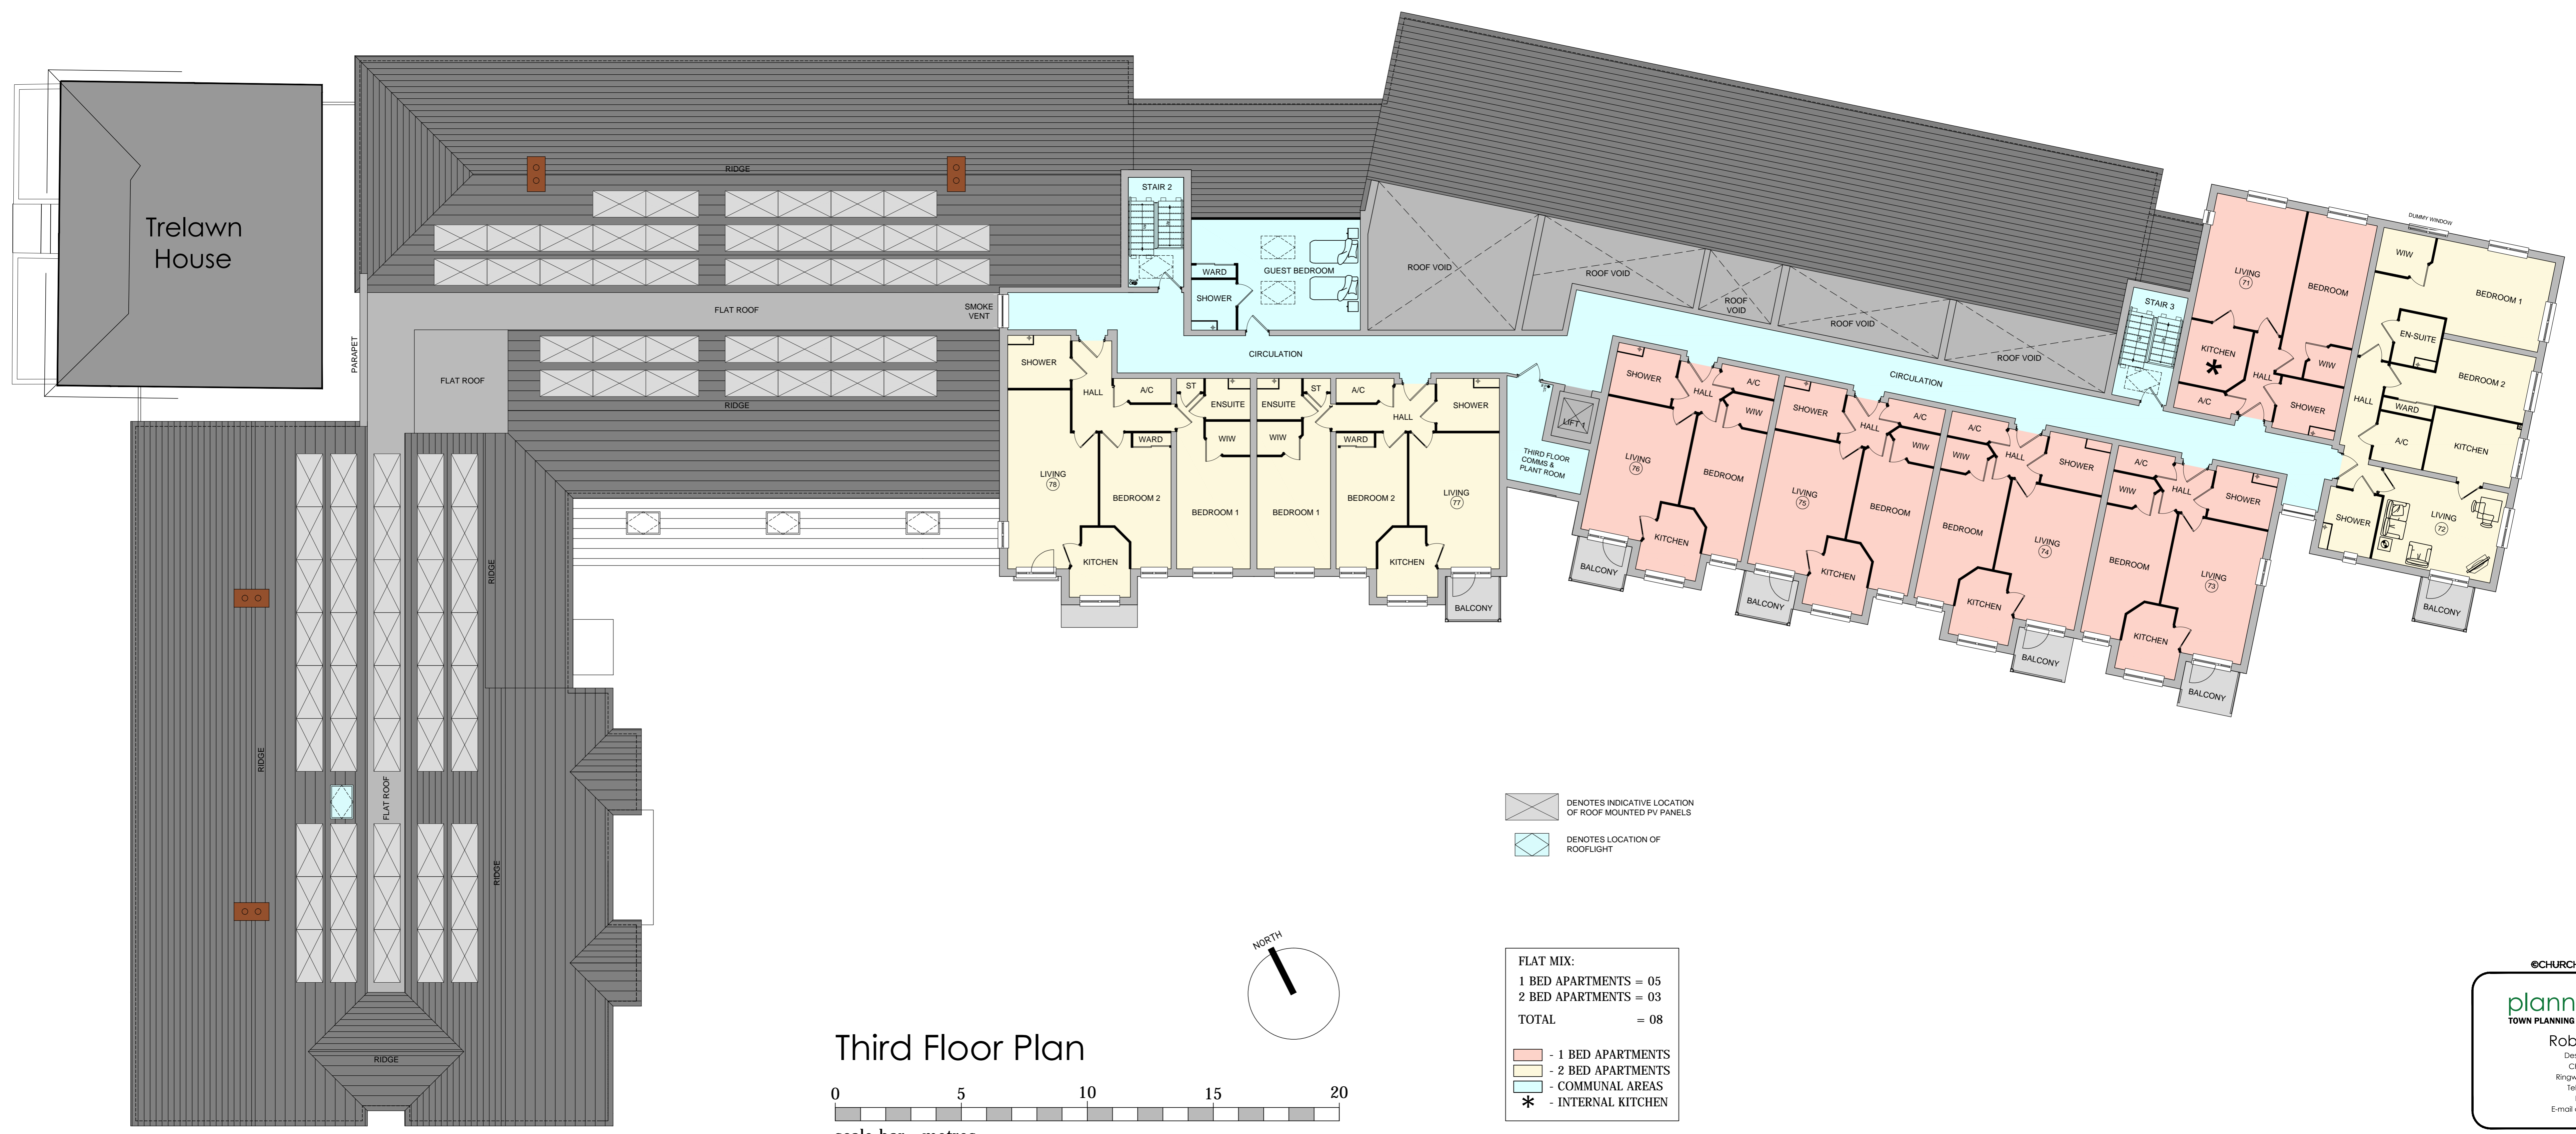 Trelawn
House
RIDGE
FLAT ROOF
SMOKE
VENT
PARAPET
FLAT ROOF
RIDGE
RIDGE
RIDGE
FLAT ROOF
RIDGE
RIDGE
STAIR 2
WARD
SHOWER
GUEST BEDROOM
CIRCULATION
ROOF VOID
ROOF VOID
ROOF
VOID
ROOF VOID
ROOF VOID
CIRCULATION
STAIR 3
SHOWER
HALL
A/C
ST
ENSUITE
WARD
WIW
LIVING
78
BEDROOM 2
BEDROOM 1
KITCHEN
ENSUITE
ST
A/C
HALL
SHOWER
WIW
WARD
BEDROOM 1
BEDROOM 2
LIVING
77
KITCHEN
BALCONY
LIFT 1
THIRD FLOOR
COMMS &
PLANT ROOM
SHOWER
HALL
A/C
WIW
LIVING
76
BEDROOM
KITCHEN
BALCONY
SHOWER
HALL
A/C
WIW
LIVING
75
BEDROOM
KITCHEN
BALCONY
A/C
HALL
SHOWER
WIW
BEDROOM
LIVING
74
KITCHEN
BALCONY
A/C
HALL
SHOWER
WIW
BEDROOM
LIVING
73
KITCHEN
BALCONY
LIVING
71
BEDROOM
KITCHEN
*
WIW
HALL
A/C
SHOWER
DUMMY WINDOW
WIW
BEDROOM 1
EN-SUITE
BEDROOM 2
HALL
WARD
A/C
KITCHEN
SHOWER
LIVING
72
BALCONY
DENOTES INDICATIVE LOCATION
OF ROOF MOUNTED PV PANELS
DENOTES LOCATION OF
ROOFLIGHT
NORTH
FLAT MIX:
1 BED APARTMENTS = 05
2 BED APARTMENTS = 03
TOTAL = 08
- 1 BED APARTMENTS
- 2 BED APARTMENTS
- COMMUNAL AREAS
* - INTERNAL KITCHEN
Third Floor Plan
0 5 10 15 20
©CHURCH
plann
TOWN PLANNING
Rob
Des
Ringw
Tel
E-mail